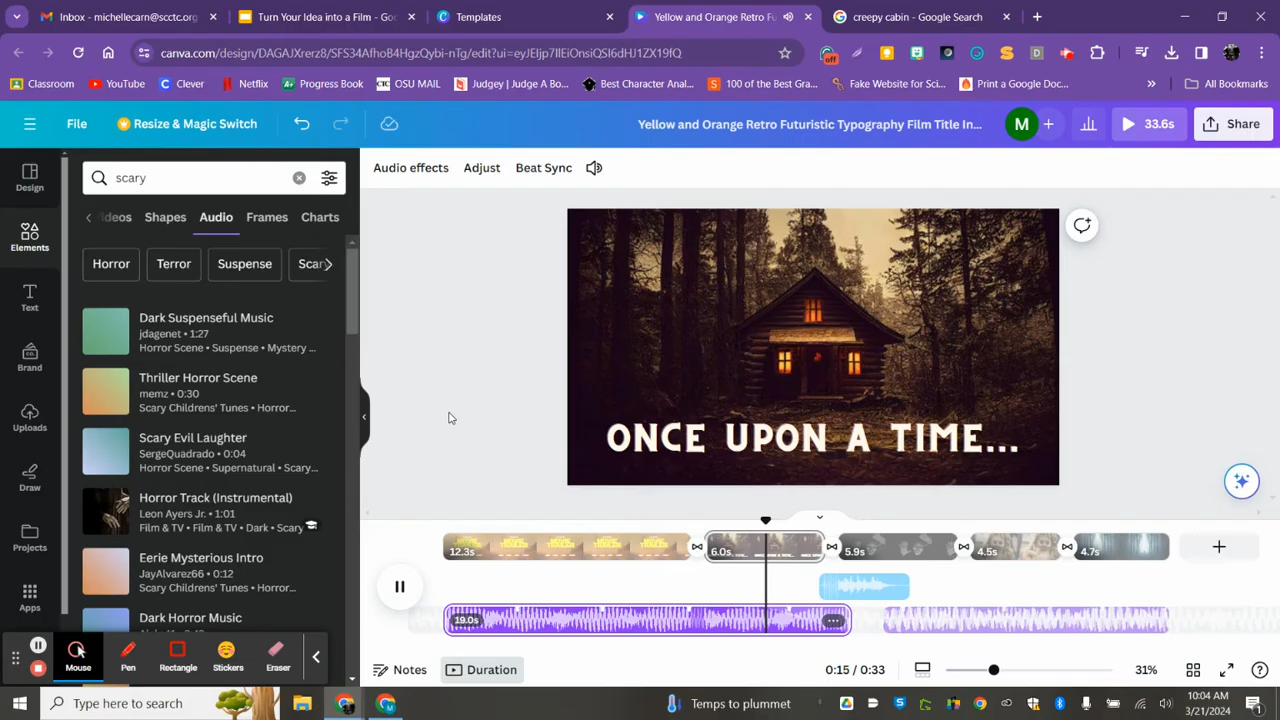 Inbox - michellecarn@scctc.org
Turn Your Idea into a Film - Goo
Templates
Yellow and Orange Retro Fu
creepy cabin - Google Search
canva.com/design/DAGAJXrerz8/SFS34AfhoB4HgzQybi-nTg/edit?ui=eyJEIjp7IlEiOnsiQSI6dHJ1ZX19fQ
off
Classroom
YouTube
Clever
Netflix
Progress Book
OSU MAIL
Judgey | Judge A Bo...
Best Character Anal...
100 of the Best Gra...
Fake Website for Sci...
Print a Google Doc...
All Bookmarks
File
Resize & Magic Switch
Yellow and Orange Retro Futuristic Typography Film Title In...
M
33.6s
Share
Design
Elements
Text
Brand
Uploads
Draw
Projects
Apps
scary
ideos
Shapes
Audio
Frames
Charts
Horror
Terror
Suspense
Scar
Dark Suspenseful Music
jdagenet • 1:27
Horror Scene • Suspense • Mystery ...
Thriller Horror Scene
memz • 0:30
Scary Childrens' Tunes • Horror...
Scary Evil Laughter
SergeQuadrado • 0:04
Horror Scene • Supernatural • Scary...
Horror Track (Instrumental)
Leon Ayers Jr. • 1:01
Film & TV • Film & TV • Dark • Scary
Eerie Mysterious Intro
JayAlvarez66 • 0:12
Scary Childrens' Tunes • Horror...
Dark Horror Music
Audio effects
Adjust
Beat Sync
ONCE UPON A TIME...
12.3s
6.0s
5.9s
4.5s
4.7s
19.0s
Mouse
Pen
Rectangle
Stickers
Eraser
Notes
Duration
0:15 / 0:33
31%
Type here to search
Temps to plummet
10:04 AM
3/21/2024